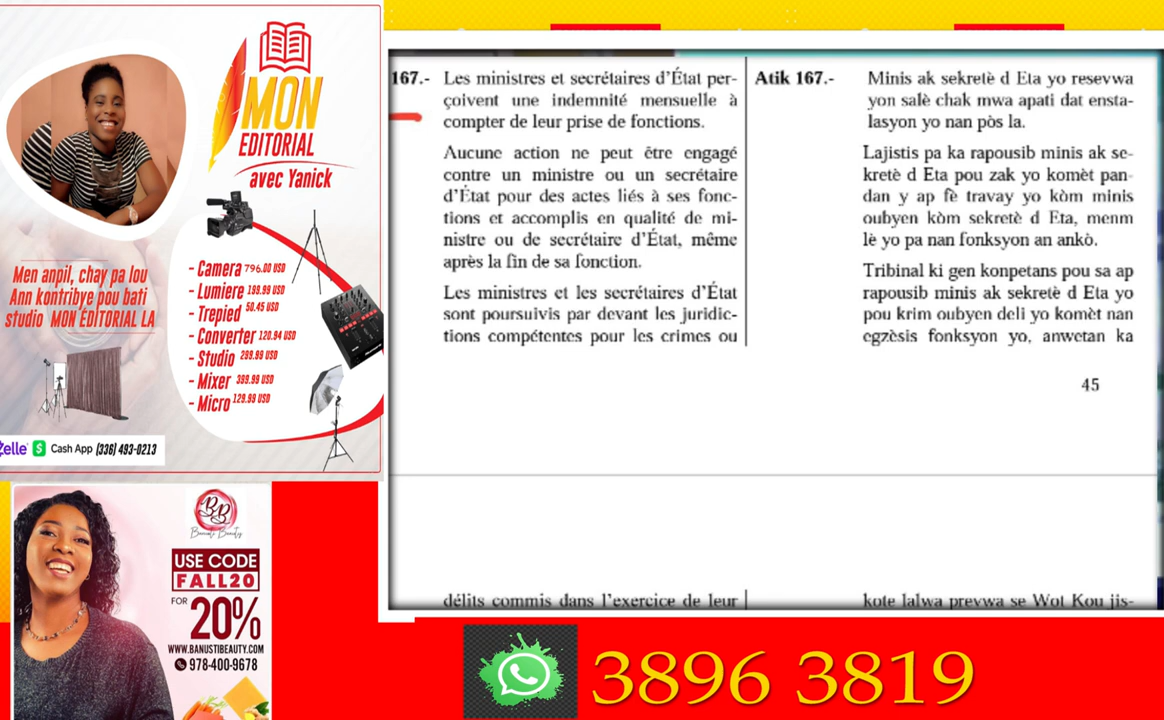 MON
EDITORIAL
avec Yanick
- Camera 796.00 USD
- Lumiere 198.99 USD
- Trepied 50.45 USD
- Converter 120.94 USD
- Studio 299.99 USD
- Mixer 399.99 USD
- Micro 129.99 USD
Men anpil, chay pa lou
Ann kontribye pou bati
studio MON EDITORIAL LA
Zelle $ Cash App (336) 493-0213
BB
Banusti Beauty
USE CODE
FALL20
FOR
20%
WWW.BANUSTIBEAUTY.COM
978-400-9678
167.- Les ministres et secrétaires d’État per-
çoivent une indemnité mensuelle à
compter de leur prise de fonctions.
Aucune action ne peut être engagé
contre un ministre ou un secrétaire
d’État pour des actes liés à ses fonc-
tions et accomplis en qualité de mi-
nistre ou de secrétaire d’État, même
après la fin de sa fonction.
Les ministres et les secrétaires d’État
sont poursuivis par devant les juridic-
tions compétentes pour les crimes ou
Atik 167.- Minis ak sekretè d Eta yo resevwa
yon salè chak mwa apati dat ensta-
lasyon yo nan pòs la.
Lajistis pa ka rapousib minis ak se-
kretè d Eta pou zak yo komèt pan-
dan y ap fè travay yo kòm minis
oubyen kòm sekretè d Eta, menm
lè yo pa nan fonksyon an ankò.
Tribinal ki gen konpetans pou sa ap
rapousib minis ak sekretè d Eta yo
pou krim oubyen deli yo komèt nan
egzèsis fonksyon yo, anwetan ka
45
délits commis dans l’exercice de leur
kote lalwa prevwa se Wot Kou jis-
3896 3819